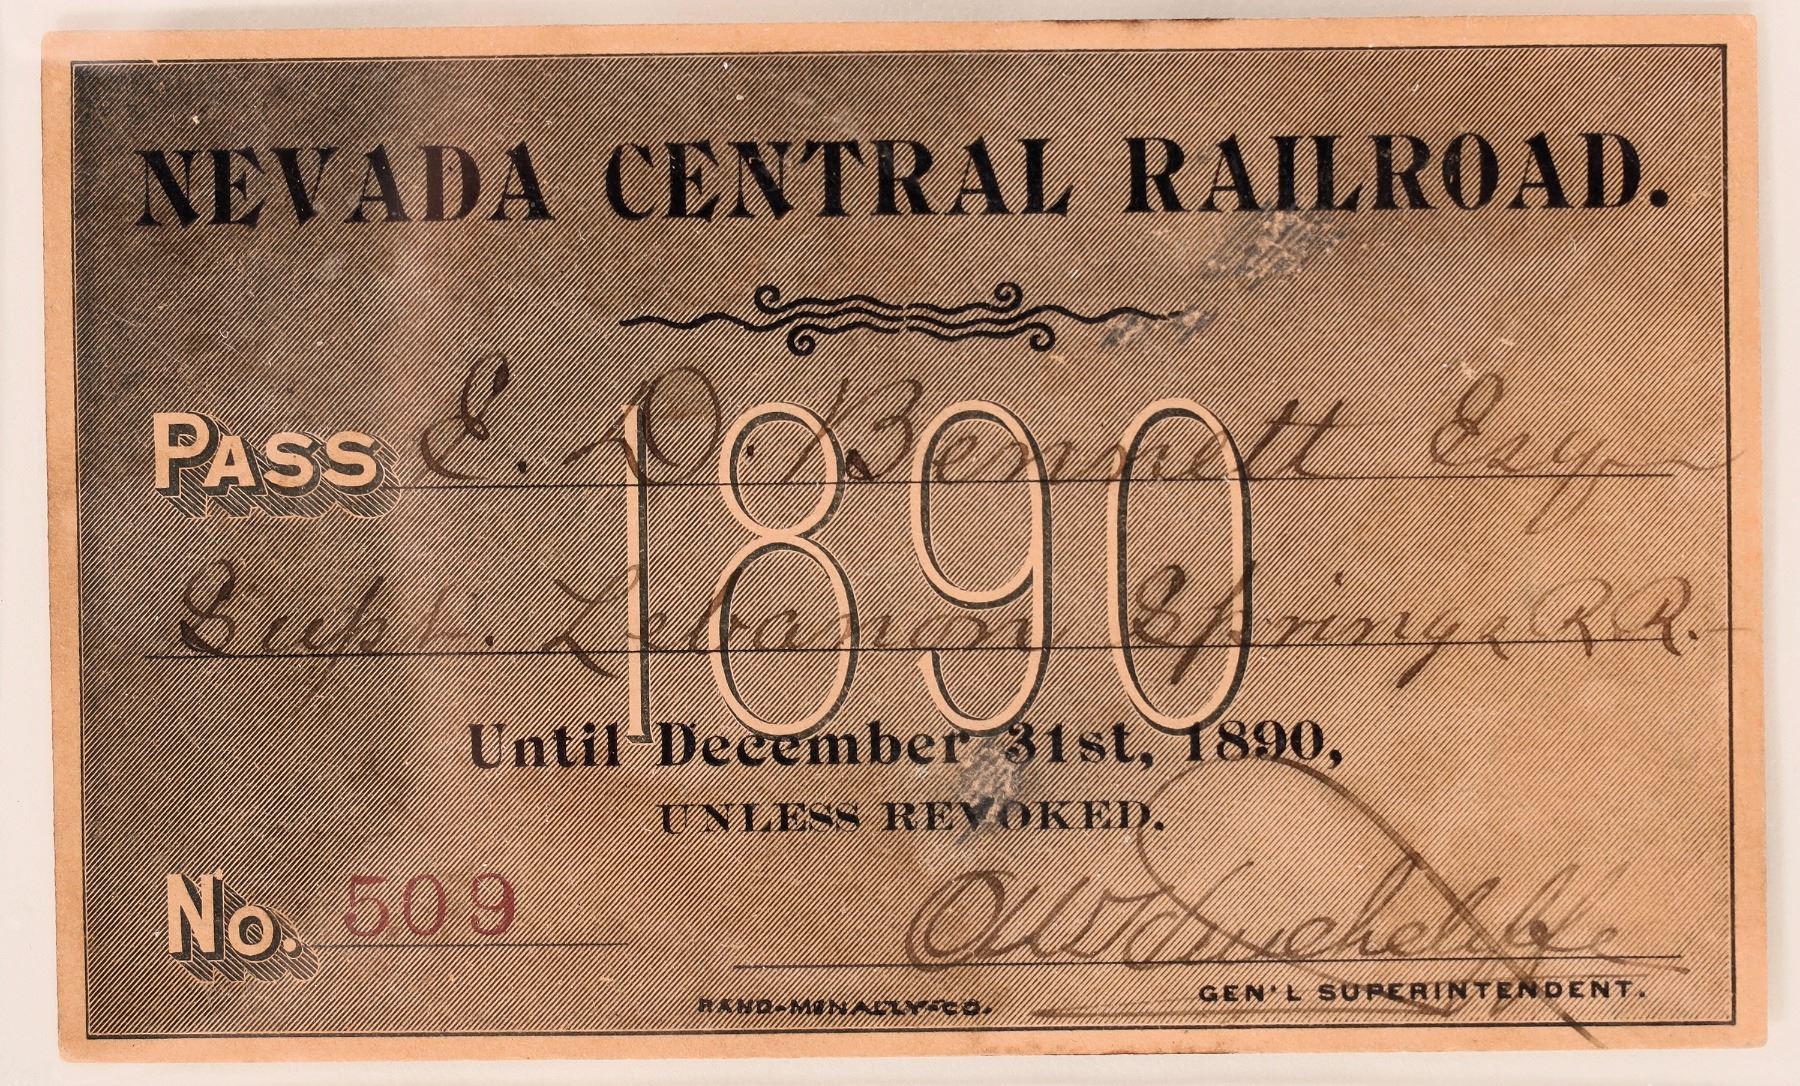 NEVADA CENTRAL RAILROAD.
PASS E. D. Bennett Esq
1890
Supt. Lebanon Springs R.R.
Until December 31st, 1890,
UNLESS REVOKED.
No. 509
GEN'L SUPERINTENDENT.
RAND-MCNALLY-CO.